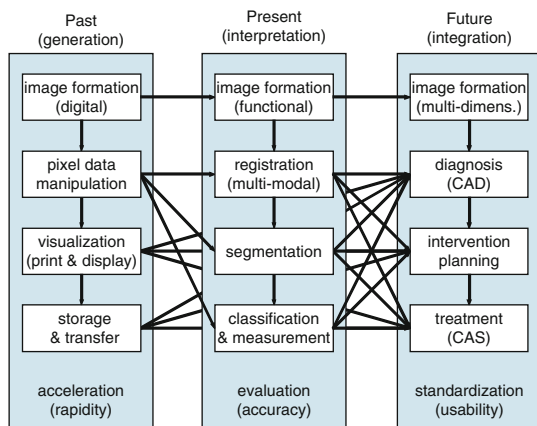 Past
(generation)
image formation
(digital)
pixel data
manipulation
visualization
(print & display)
storage
& transfer
acceleration
(rapidity)
Present
(interpretation)
image formation
(functional)
registration
(multi-modal)
segmentation
classification
& measurement
evaluation
(accuracy)
Future
(integration)
image formation
(multi-dimens.)
diagnosis
(CAD)
intervention
planning
treatment
(CAS)
standardization
(usability)